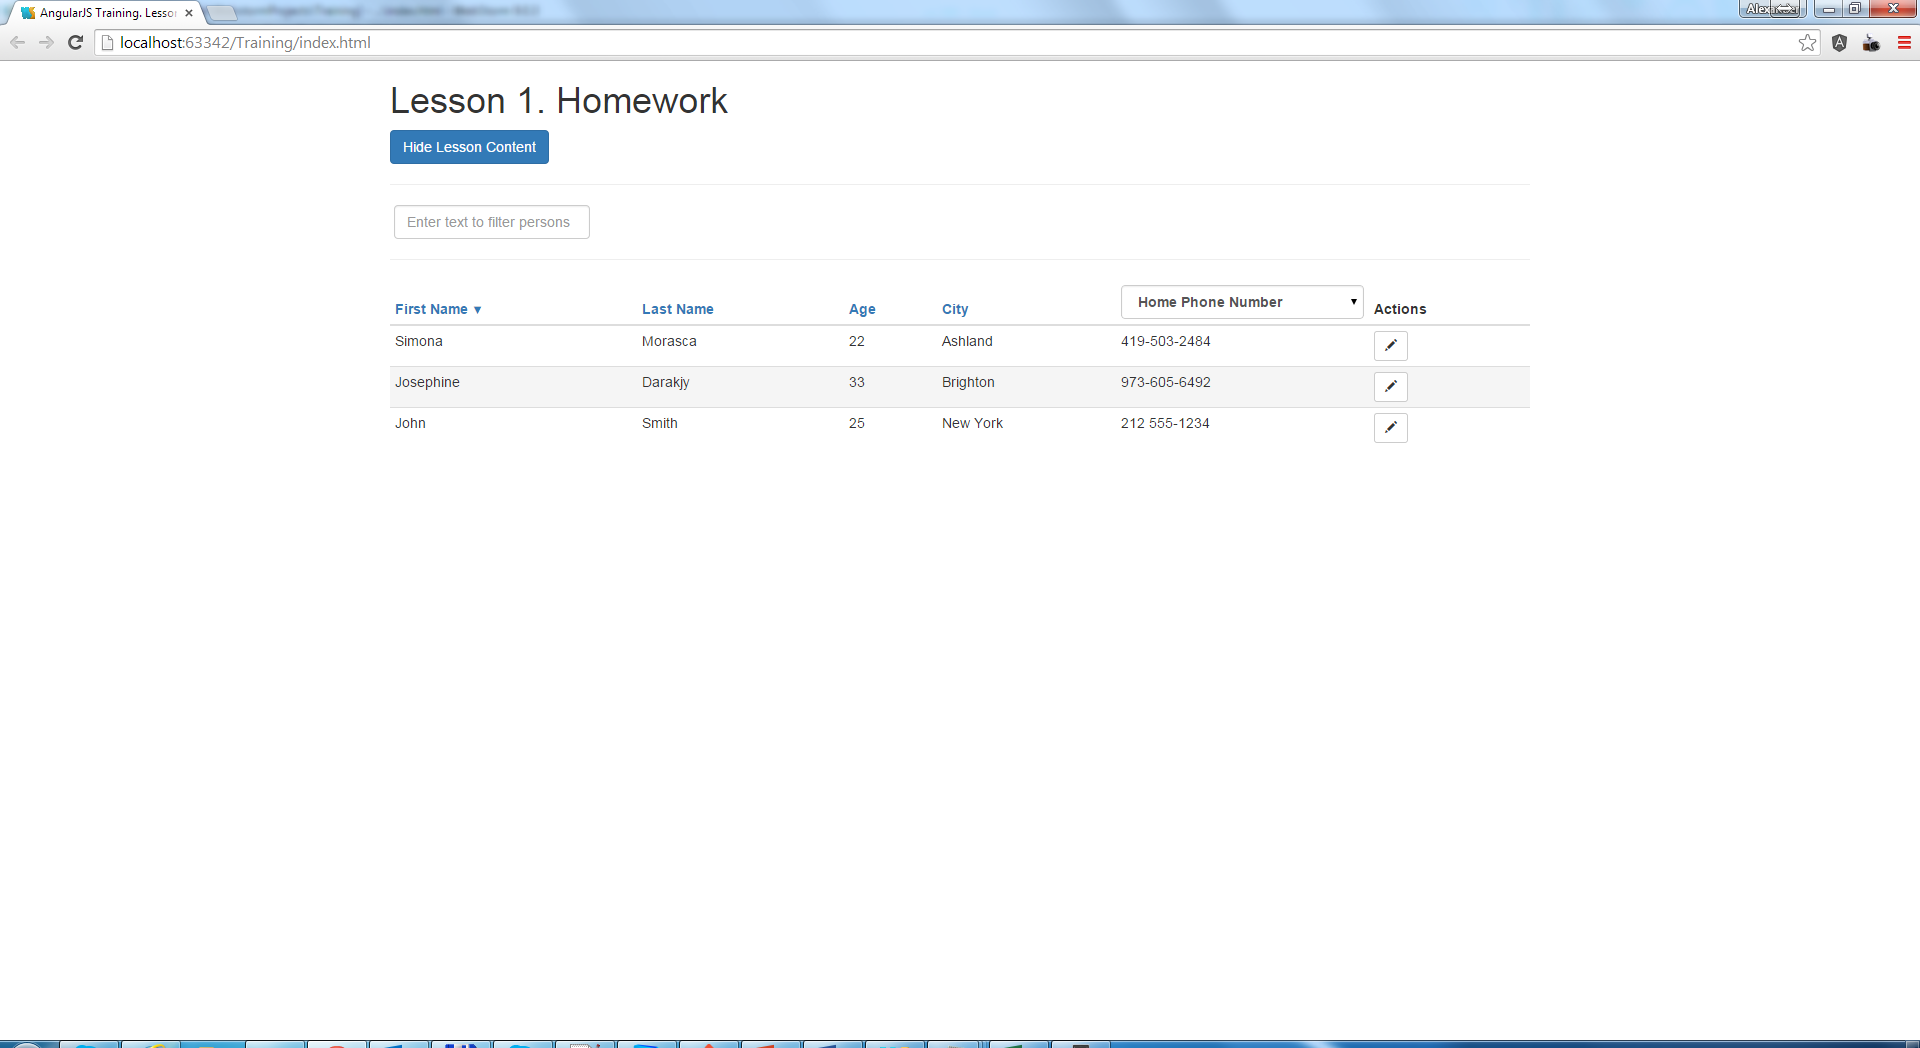 AngularJS Training. Lesso
localhost:63342/Training/index.html
Lesson 1. Homework
Hide Lesson Content
Enter text to filter persons
First Name ▼ Last Name Age City Home Phone Number Actions
Simona Morasca 22 Ashland 419-503-2484
Josephine Darakjy 33 Brighton 973-605-6492
John Smith 25 New York 212 555-1234